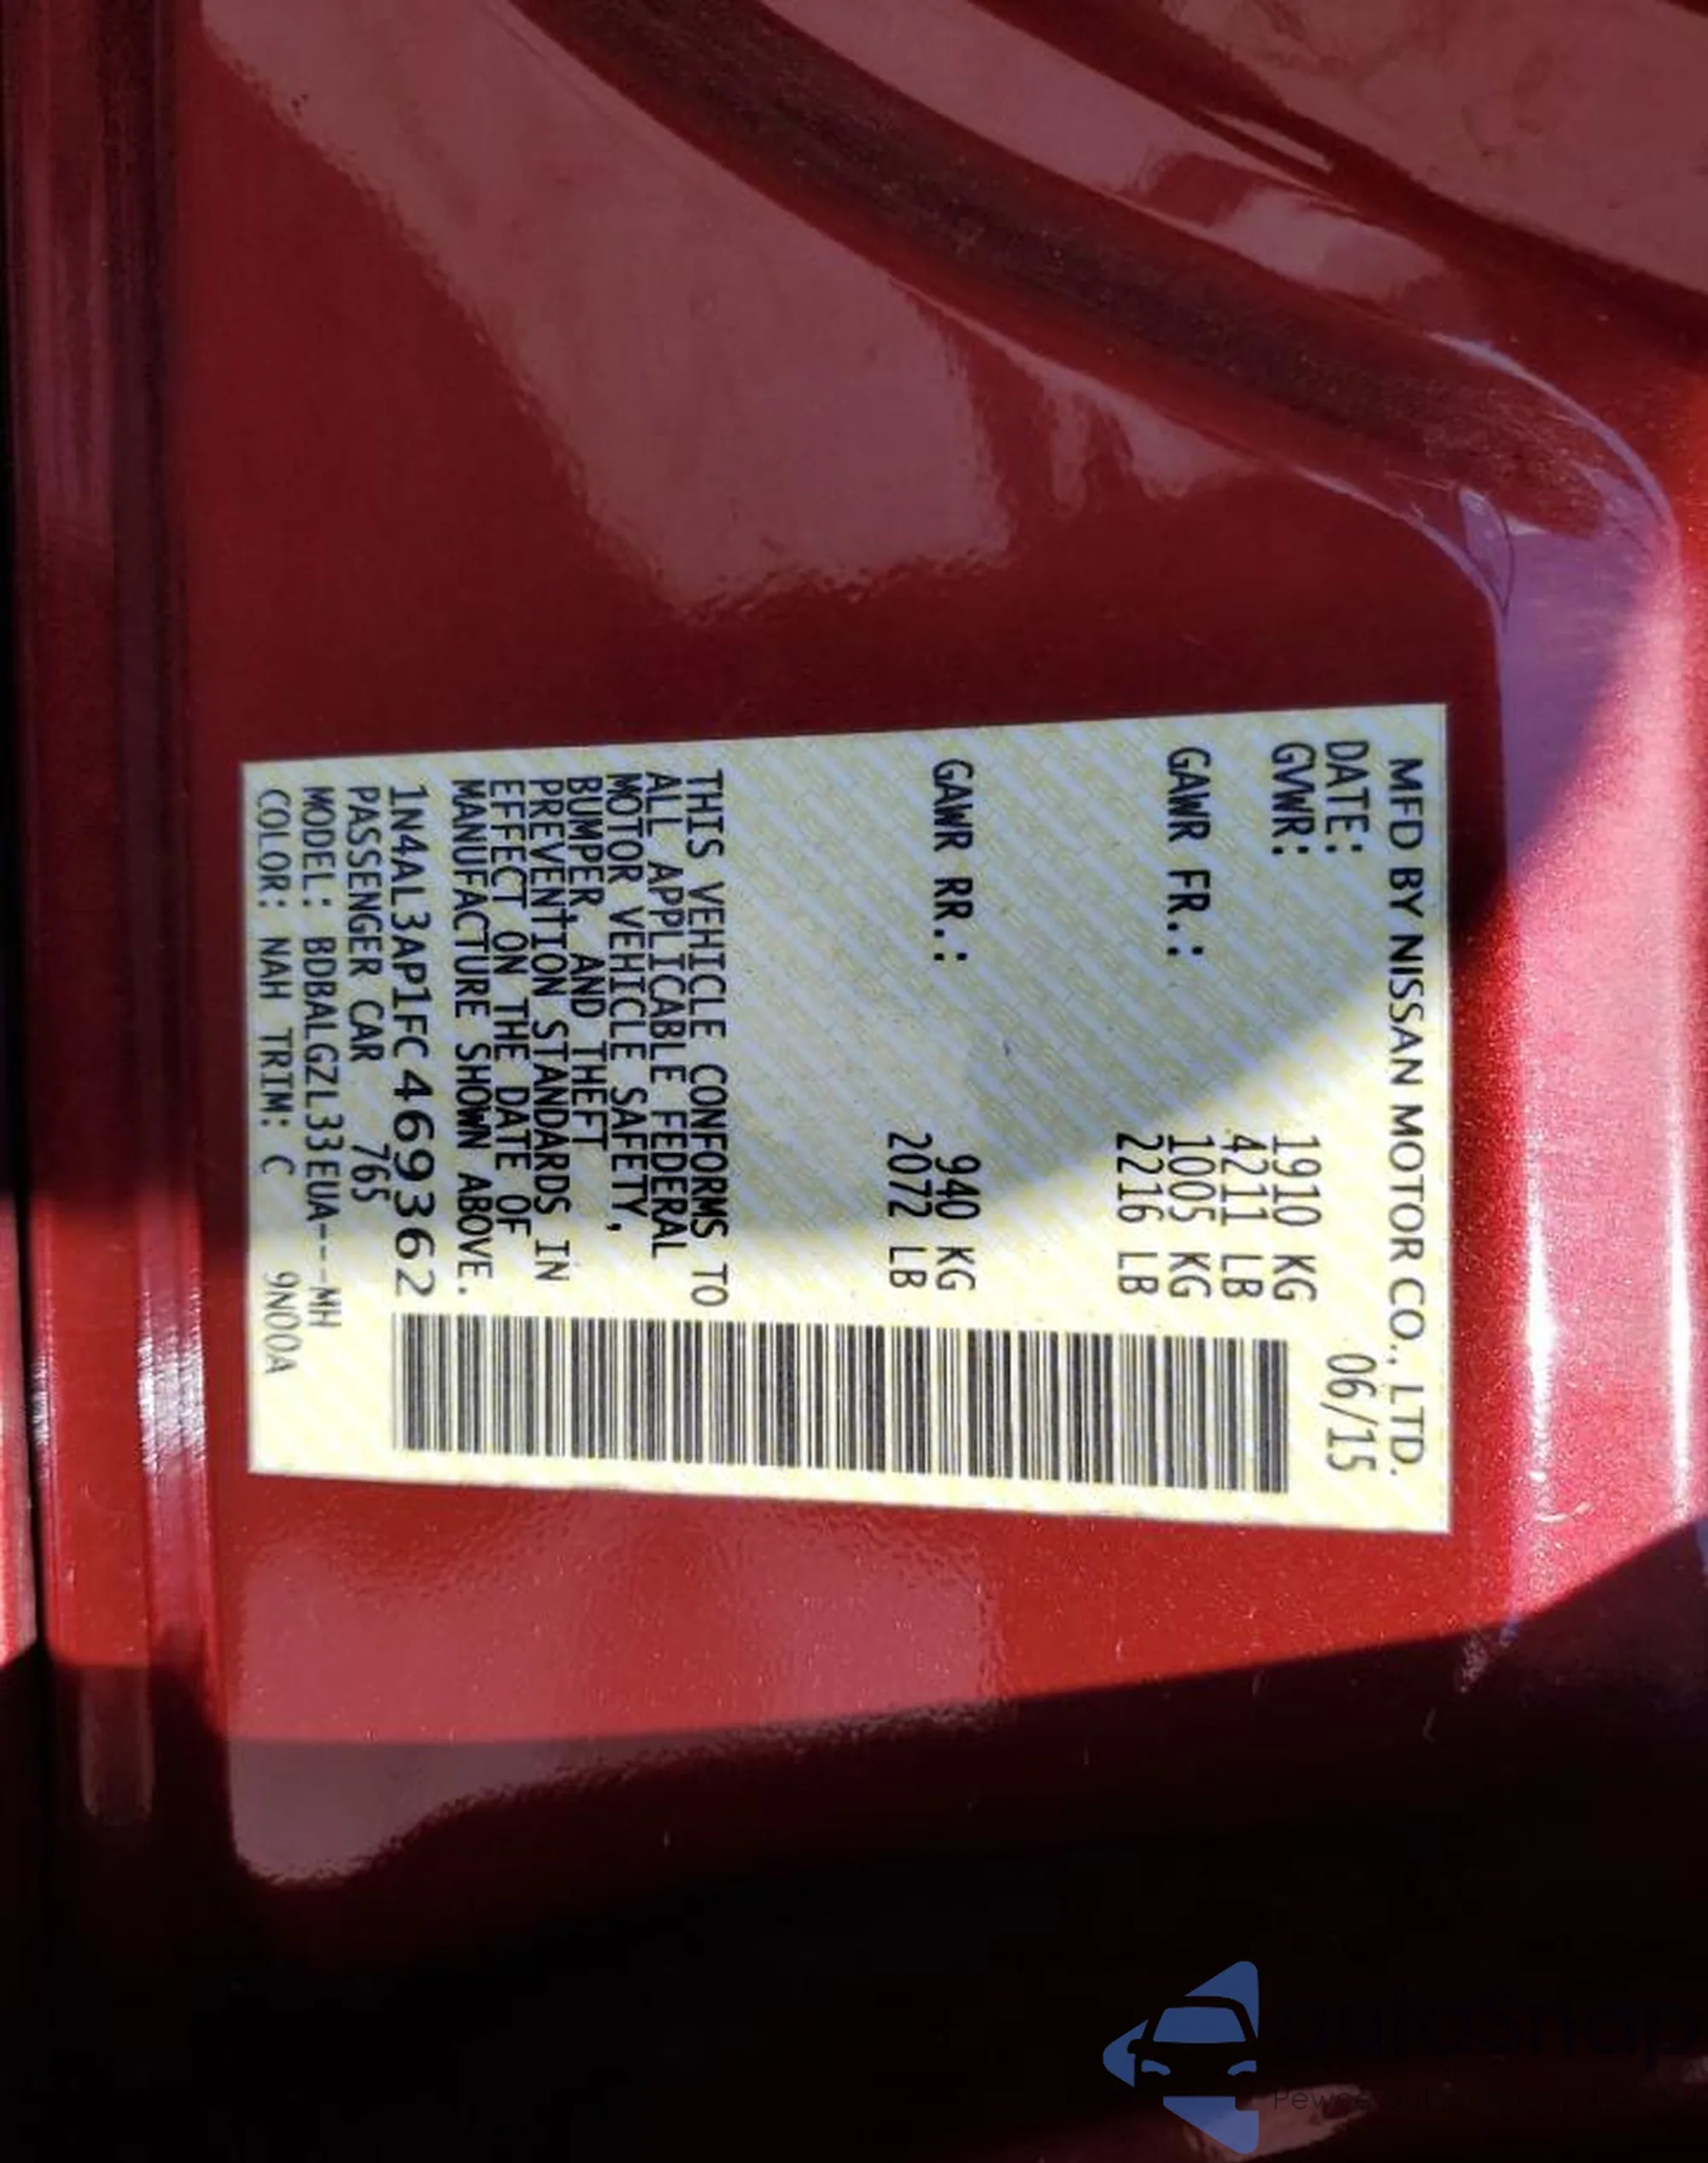 MFD BY NISSAN MOTOR CO., LTD.
DATE: 06/15
GVWR: 1910 KG
4211 LB
GAWR FR.: 1005 KG
2216 LB
GAWR RR.: 940 KG
2072 LB
THIS VEHICLE CONFORMS TO
ALL APPLICABLE FEDERAL
MOTOR VEHICLE SAFETY,
BUMPER, AND THEFT
PREVENTION STANDARDS IN
EFFECT ON THE DATE OF
MANUFACTURE SHOWN ABOVE.
1N4AL3AP1FC469362
PASSENGER CAR 765
MODEL: BDBALGZL33EUA---MH
COLOR: NAH TRIM: C 9N00A